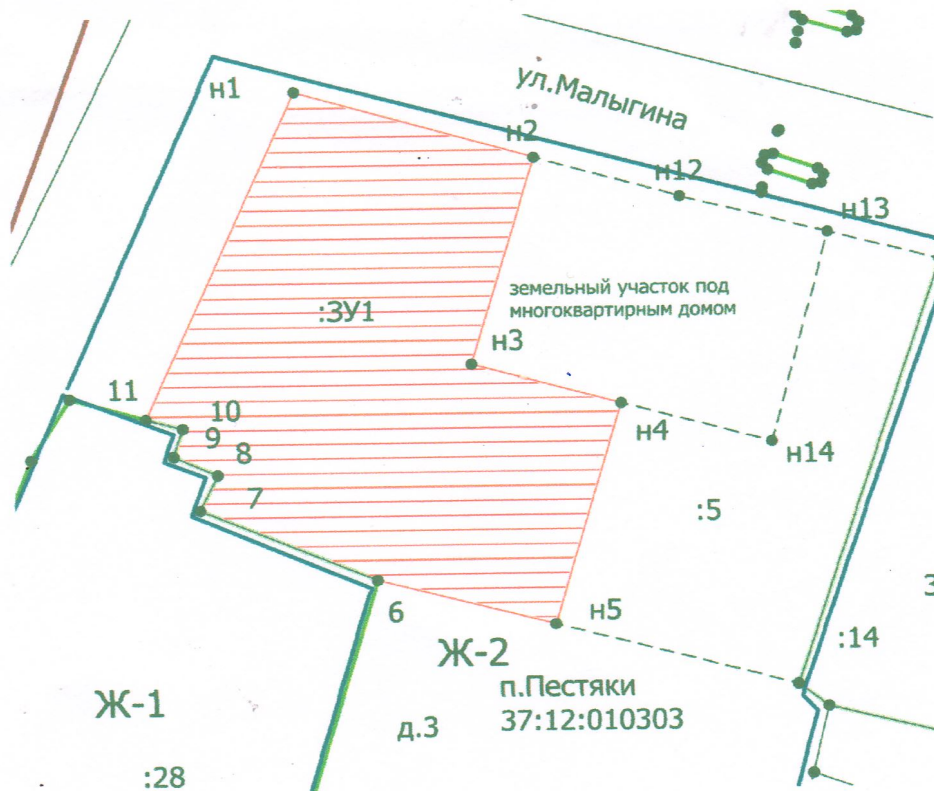 ул.Малыгина
н1
н2
н12
н13
земельный участок под
многоквартирным домом
:ЗУ1
н3
11
10
9
8
н4
н14
7
:5
6
н5
:14
Ж-2
п.Пестяки
37:12:010303
Ж-1
д.3
:28